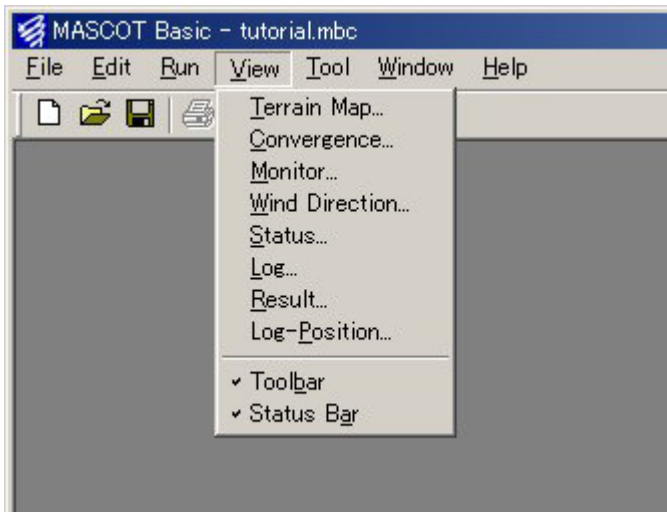 MASCOT Basic - tutorial.mbc
File Edit Run View Tool Window Help
Terrain Map...
Convergence...
Monitor...
Wind Direction...
Status...
Log...
Result...
Log-Position...
Toolbar
Status Bar